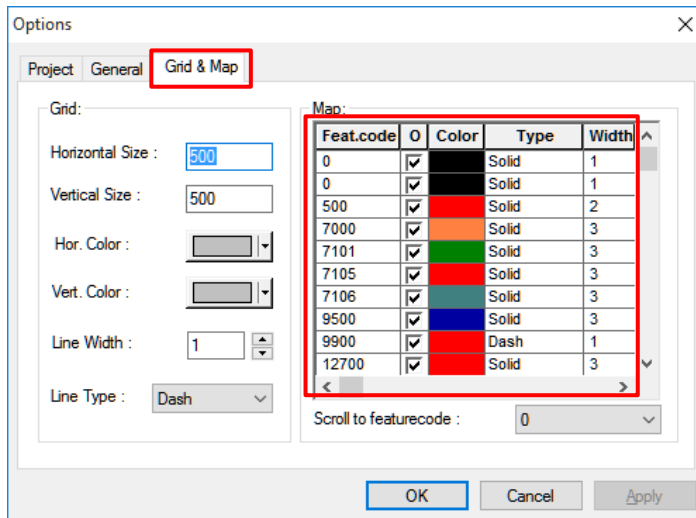 Options
Project General Grid & Map
Grid:
Horizontal Size : 500
Vertical Size : 500
Hor. Color :
Vert. Color :
Line Width : 1
Line Type : Dash
Map:
Feat.code O Color Type Width
0 Solid 1
0 Solid 1
500 Solid 2
7000 Solid 3
7101 Solid 3
7105 Solid 3
7106 Solid 3
9500 Solid 3
9900 Dash 1
12700 Solid 3
Scroll to featurecode : 0
OK Cancel Apply